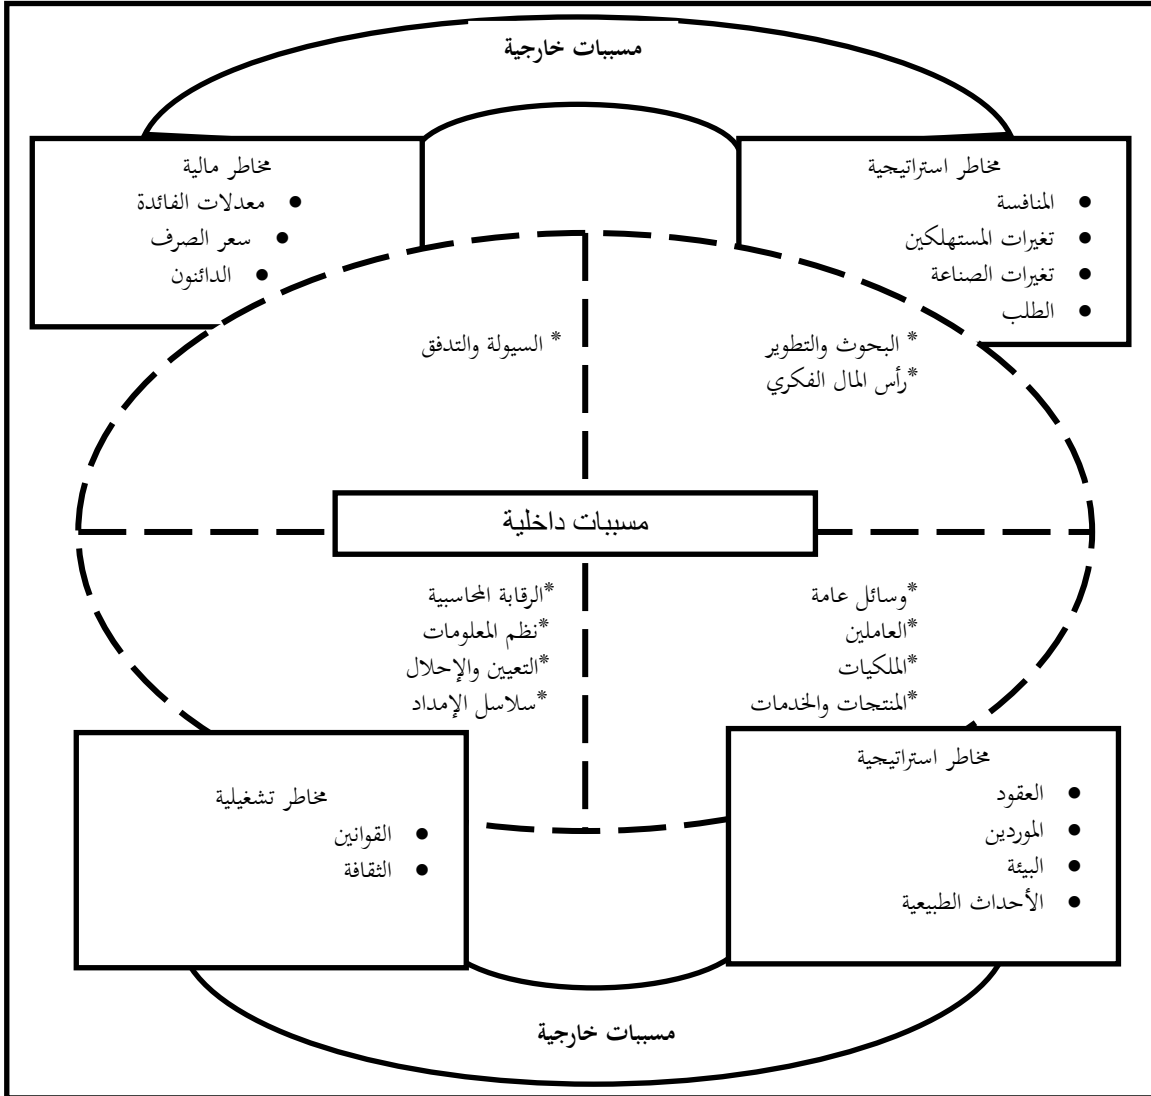 مسببات خارجية
مخاطر استراتيجية
● المنافسة
● تغيرات المستهلكين
● تغيرات الصناعة
● الطلب
مخاطر مالية
● معدلات الفائدة
● سعر الصرف
● الدائنون
* البحوث والتطوير
*رأس المال الفكري
* السيولة والتدفق
مسببات داخلية
*وسائل عامة
*العاملين
*الملكيات
*المنتجات والخدمات
*الرقابة المحاسبية
*نظم المعلومات
*التعيين والإحلال
*سلاسل الإمداد
مخاطر استراتيجية
● العقود
● الموردين
● البيئة
● الأحداث الطبيعية
مخاطر تشغيلية
● القوانين
● الثقافة
مسببات خارجية